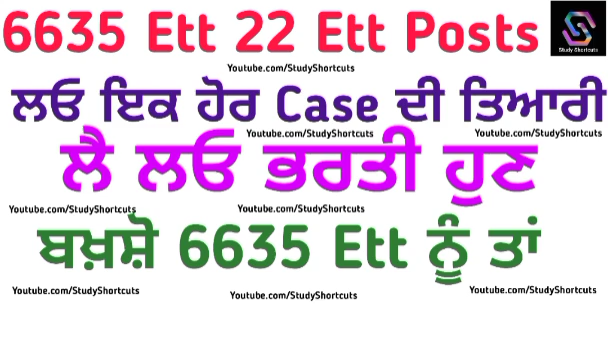 6635 Ett 22 Ett Posts
Study Shortcuts
Youtube.com/StudyShortcuts
ਲਓ ਇਕ ਹੋਰ Case ਦੀ ਤਿਆਰੀ
Youtube.com/StudyShortcuts
Youtube.com/StudyShortcuts
ਲੈ ਲਓ ਭਰਤੀ ਹੁਣ
Youtube.com/StudyShortcuts
Youtube.com/StudyShortcuts
ਬਖ਼ਸ਼ੋ 6635 Ett ਨੂੰ ਤਾਂ
Youtube.com/StudyShortcuts
Youtube.com/StudyShortcuts
Youtube.com/StudyShortcuts